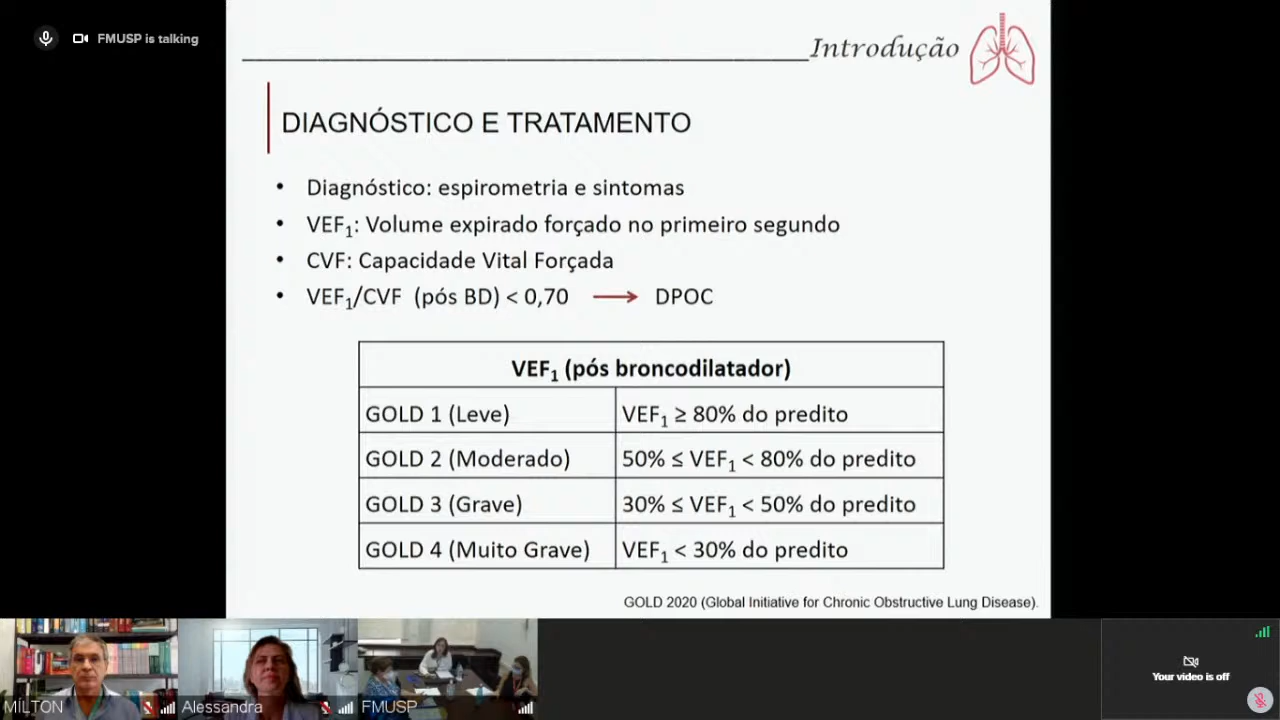 FMUSP is talking
Introdução
DIAGNÓSTICO E TRATAMENTO
• Diagnóstico: espirometria e sintomas
• VEF₁: Volume expirado forçado no primeiro segundo
• CVF: Capacidade Vital Forçada
• VEF₁/CVF (pós BD) < 0,70 → DPOC
VEF₁ (pós broncodilatador)
GOLD 1 (Leve) VEF₁ ≥ 80% do predito
GOLD 2 (Moderado) 50% ≤ VEF₁ < 80% do predito
GOLD 3 (Grave) 30% ≤ VEF₁ < 50% do predito
GOLD 4 (Muito Grave) VEF₁ < 30% do predito
GOLD 2020 (Global Initiative for Chronic Obstructive Lung Disease).
MILTON
Alessandra
FMUSP
Your video is off